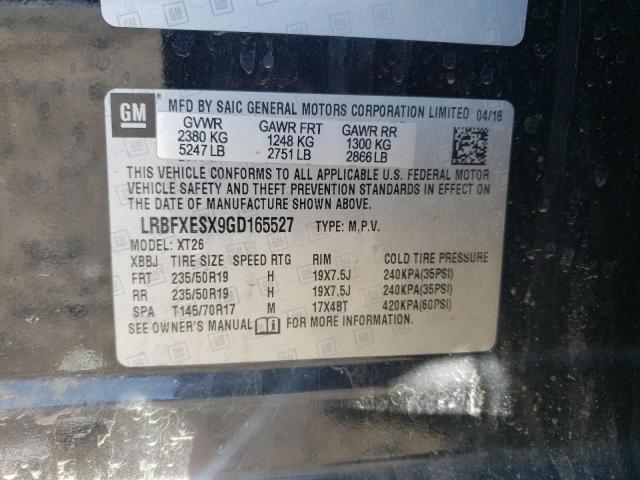 GM
MFD BY SAIC GENERAL MOTORS CORPORATION LIMITED 04/16
GVWR GAWR FRT GAWR RR
2380 KG 1248 KG 1300 KG
5247 LB 2751 LB 2866 LB
THIS VEHICLE CONFORMS TO ALL APPLICABLE U.S. FEDERAL MOTOR
VEHICLE SAFETY AND THEFT PREVENTION STANDARDS IN EFFECT ON
THE DATE OF MANUFACTURE SHOWN ABOVE.
LRBFXESX9GD165527 TYPE: M.P.V.
MODEL: XT26
XBBJ TIRE SIZE SPEED RTG RIM COLD TIRE PRESSURE
FRT 235/50R19 H 19X7.5J 240KPA(35PSI)
RR 235/50R19 H 19X7.5J 240KPA(35PSI)
SPA T145/70R17 M 17X4BT 420KPA(60PSI)
SEE OWNER'S MANUAL FOR MORE INFORMATION.